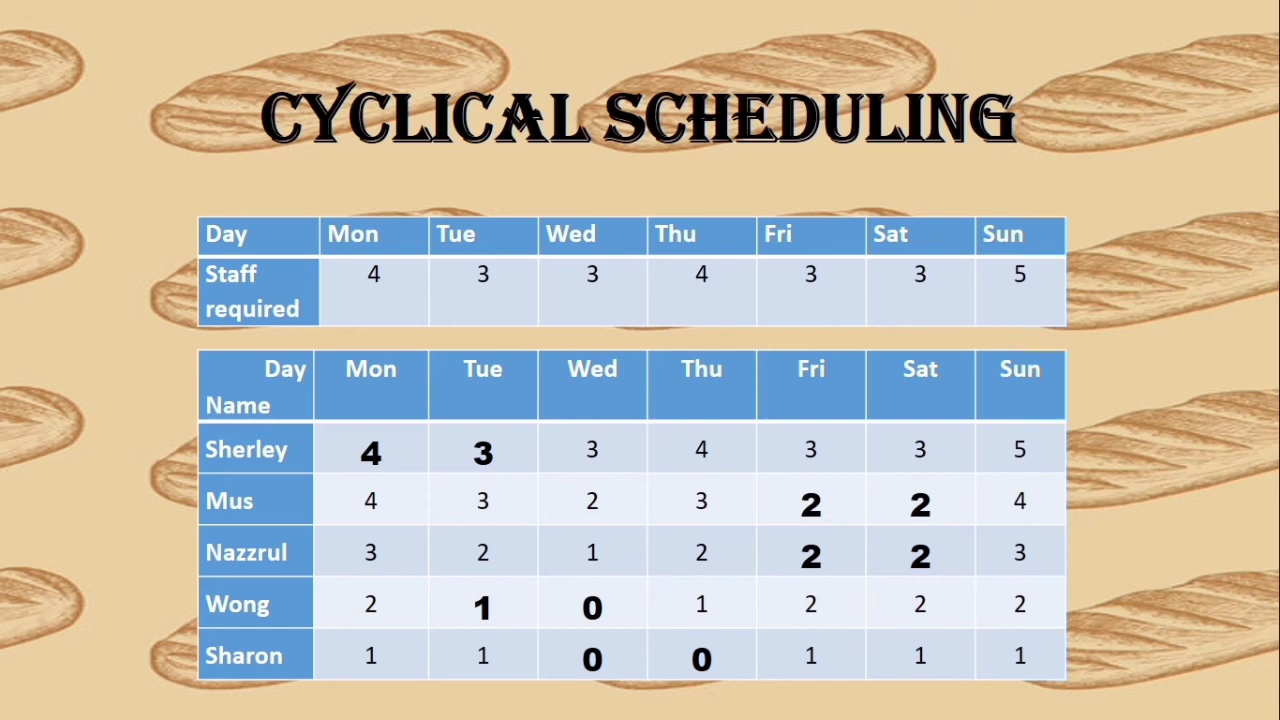 CYCLICAL SCHEDULING
Day Mon Tue Wed Thu Fri Sat Sun
Staff required 4 3 3 4 3 3 5
Day Name Mon Tue Wed Thu Fri Sat Sun
Sherley 4 3 3 4 3 3 5
Mus 4 3 2 3 2 2 4
Nazzrul 3 2 1 2 2 2 3
Wong 2 1 0 1 2 2 2
Sharon 1 1 0 0 1 1 1